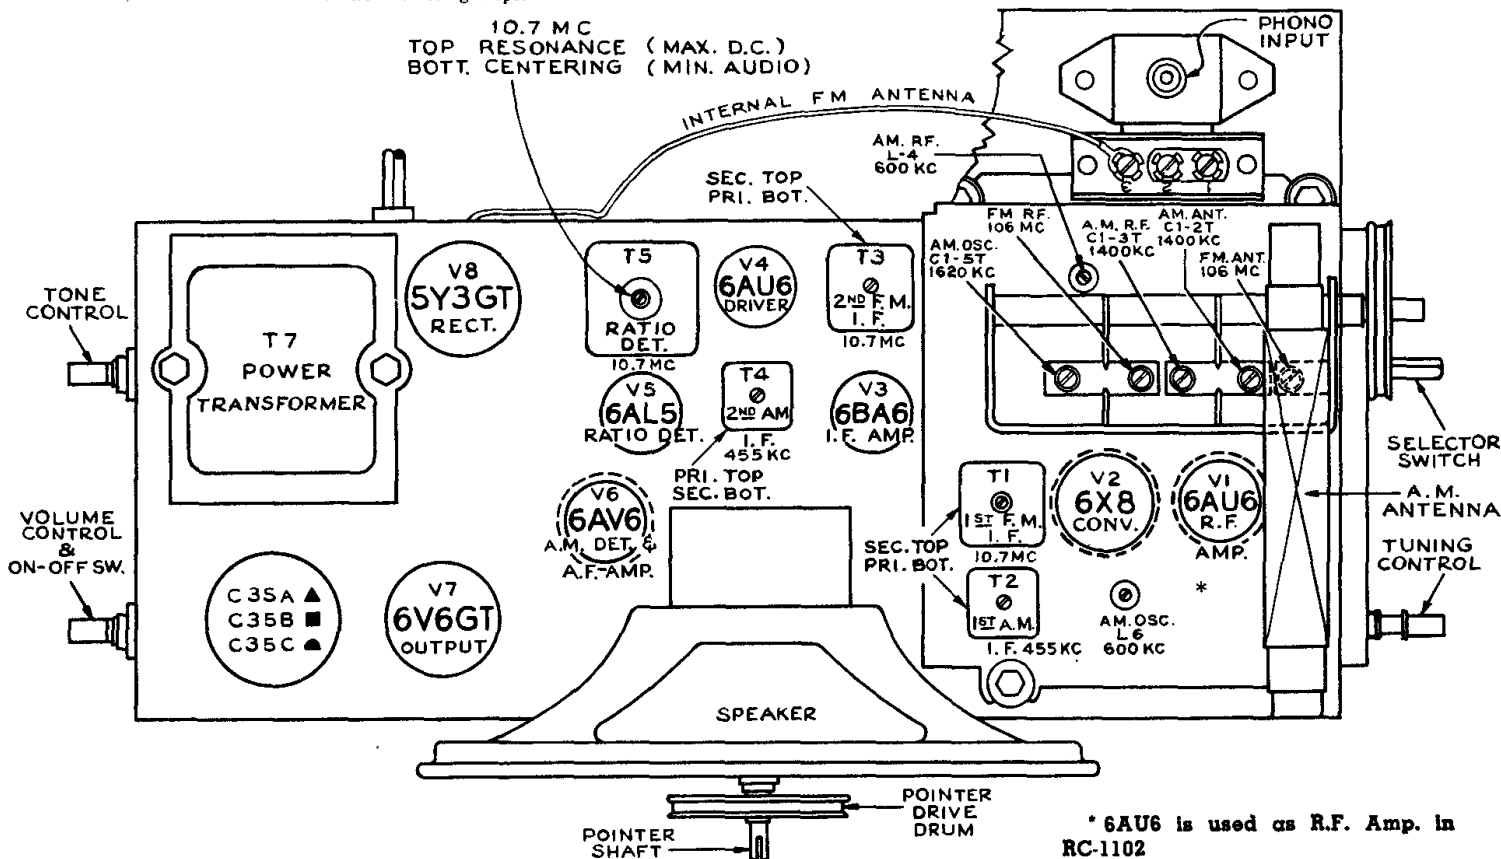 10.7 MC
TOP RESONANCE (MAX. D.C.)
BOTT. CENTERING (MIN. AUDIO)
PHONO
INPUT
INTERNAL FM ANTENNA
AM. RF.
L-4
600 KC
SEC. TOP
PRI. BOT.
FM RF.
106 MC
A.M. R.F.
C1-3T
1400KC
AM. ANT.
C1-2T
1400 KC
AM. OSC.
C1-5T
1620 KC
FM. ANT.
106 MC
TONE
CONTROL
T7
POWER
TRANSFORMER
V8
5Y3GT
RECT.
T5
RATIO
DET.
10.7MC
V4
6AU6
DRIVER
T3
2ND F.M.
I.F.
10.7MC
V5
6AL5
RATIO DET.
T4
2ND AM
I.F.
455 KC
PRI. TOP
SEC. BOT.
V3
6BA6
I.F. AMP.
SELECTOR
SWITCH
A.M.
ANTENNA
TUNING
CONTROL
VOLUME
CONTROL
&
ON-OFF SW.
C35A ▲
C35B ■
C35C
V7
6V6GT
OUTPUT
V6
6AV6
A.M. DET. &
A.F.-AMP.
T1
1ST F.M.
I.F.
10.7MC
SEC. TOP
PRI. BOT.
T2
1ST A.M.
I.F. 455 KC
V2
6X8
CONV.
V1
6AU6
R.F.
AMP.
*
AM. OSC.
L6
600 KC
SPEAKER
POINTER
DRIVE
DRUM
POINTER
SHAFT
* 6AU6 is used as R.F. Amp. in
RC-1102